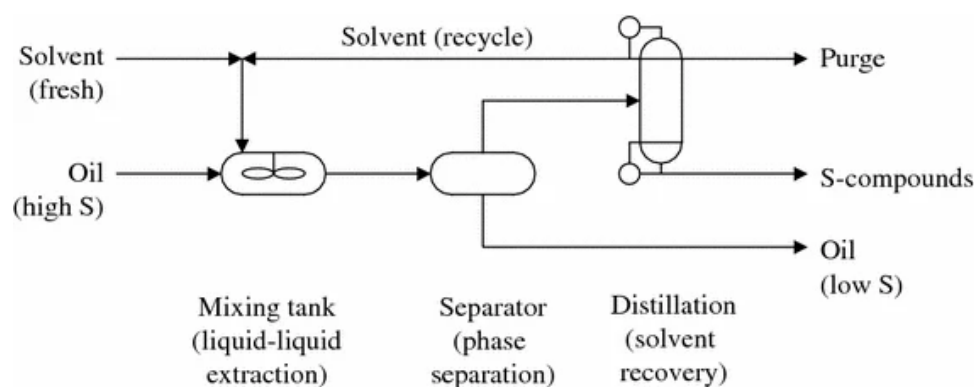 Solvent (recycle)
Solvent
(fresh)
Purge
Oil
(high S)
S-compounds
Oil
(low S)
Mixing tank
(liquid-liquid
extraction)
Separator
(phase
separation)
Distillation
(solvent
recovery)